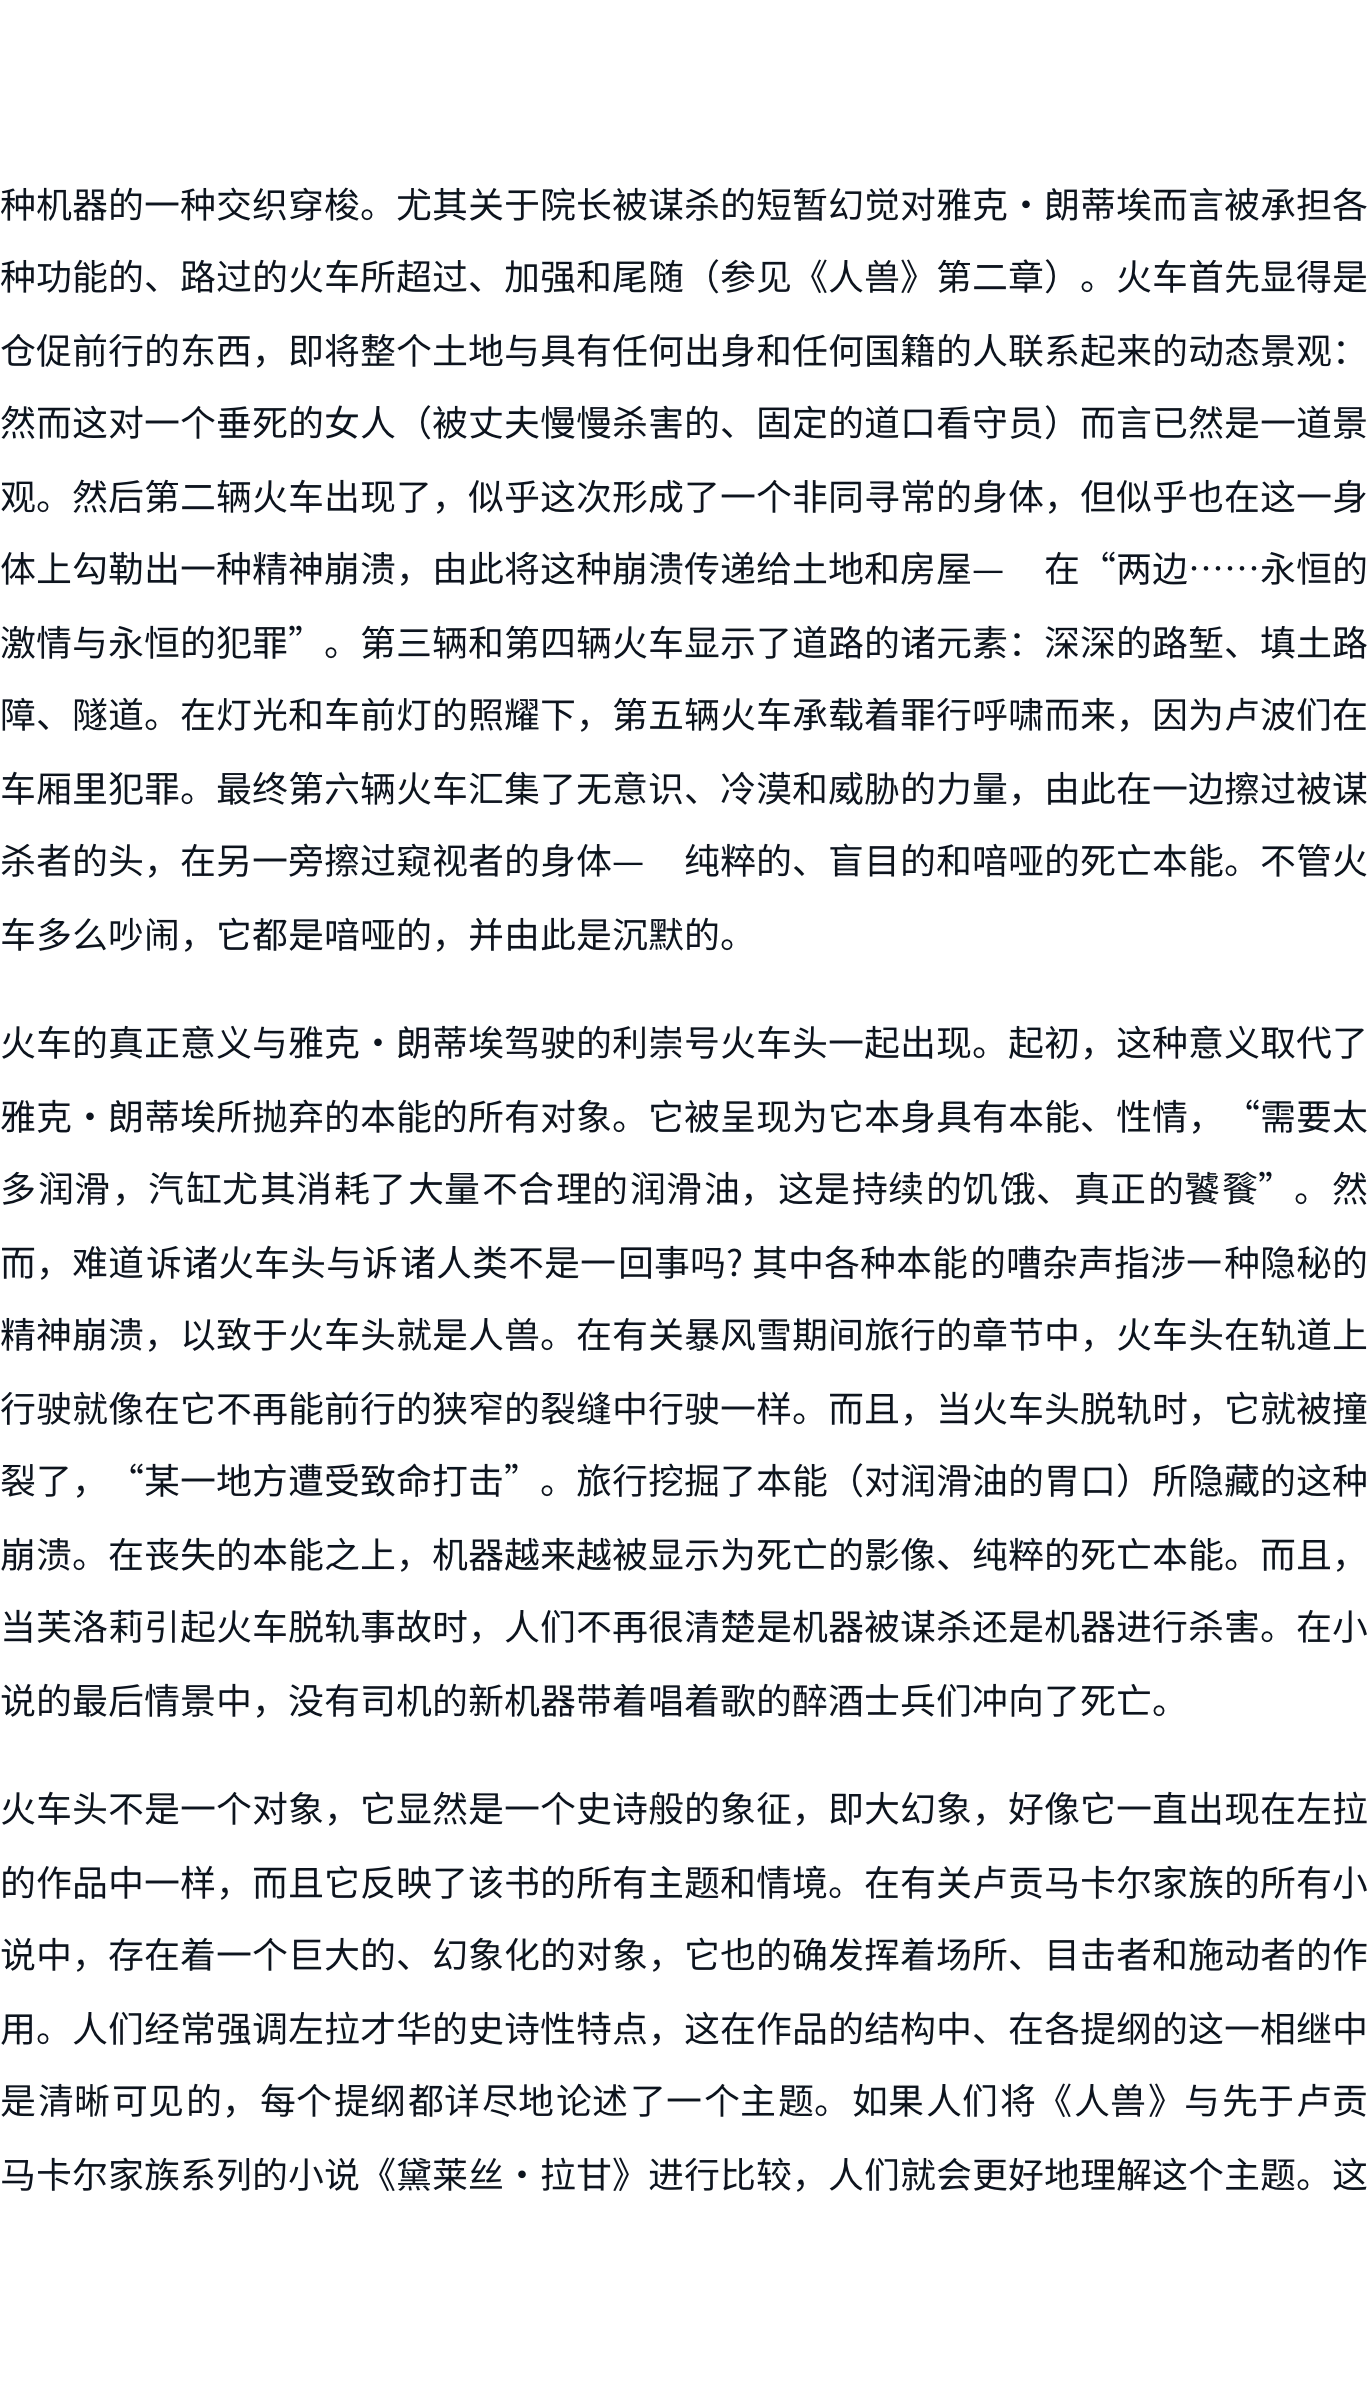 种机器的一种交织穿梭。尤其关于院长被谋杀的短暂幻觉对雅克·朗蒂埃而言被承担各
种功能的、路过的火车所超过、加强和尾随（参见《人兽》第二章）。火车首先显得是
仓促前行的东西，即将整个土地与具有任何出身和任何国籍的人联系起来的动态景观：
然而这对一个垂死的女人（被丈夫慢慢杀害的、固定的道口看守员）而言已然是一道景
观。然后第二辆火车出现了，似乎这次形成了一个非同寻常的身体，但似乎也在这一身
体上勾勒出一种精神崩溃，由此将这种崩溃传递给土地和房屋—　在“两边……永恒的
激情与永恒的犯罪”。第三辆和第四辆火车显示了道路的诸元素：深深的路堑、填土路
障、隧道。在灯光和车前灯的照耀下，第五辆火车承载着罪行呼啸而来，因为卢波们在
车厢里犯罪。最终第六辆火车汇集了无意识、冷漠和威胁的力量，由此在一边擦过被谋
杀者的头，在另一旁擦过窥视者的身体—　纯粹的、盲目的和喑哑的死亡本能。不管火
车多么吵闹，它都是喑哑的，并由此是沉默的。
火车的真正意义与雅克·朗蒂埃驾驶的利崇号火车头一起出现。起初，这种意义取代了
雅克·朗蒂埃所抛弃的本能的所有对象。它被呈现为它本身具有本能、性情，“需要太
多润滑，汽缸尤其消耗了大量不合理的润滑油，这是持续的饥饿、真正的饕餮”。然
而，难道诉诸火车头与诉诸人类不是一回事吗？其中各种本能的嘈杂声指涉一种隐秘的
精神崩溃，以致于火车头就是人兽。在有关暴风雪期间旅行的章节中，火车头在轨道上
行驶就像在它不再能前行的狭窄的裂缝中行驶一样。而且，当火车头脱轨时，它就被撞
裂了，“某一地方遭受致命打击”。旅行挖掘了本能（对润滑油的胃口）所隐藏的这种
崩溃。在丧失的本能之上，机器越来越被显示为死亡的影像、纯粹的死亡本能。而且，
当芙洛莉引起火车脱轨事故时，人们不再很清楚是机器被谋杀还是机器进行杀害。在小
说的最后情景中，没有司机的新机器带着唱着歌的醉酒士兵们冲向了死亡。
火车头不是一个对象，它显然是一个史诗般的象征，即大幻象，好像它一直出现在左拉
的作品中一样，而且它反映了该书的所有主题和情境。在有关卢贡马卡尔家族的所有小
说中，存在着一个巨大的、幻象化的对象，它也的确发挥着场所、目击者和施动者的作
用。人们经常强调左拉才华的史诗性特点，这在作品的结构中、在各提纲的这一相继中
是清晰可见的，每个提纲都详尽地论述了一个主题。如果人们将《人兽》与先于卢贡
马卡尔家族系列的小说《黛莱丝·拉甘》进行比较，人们就会更好地理解这个主题。这